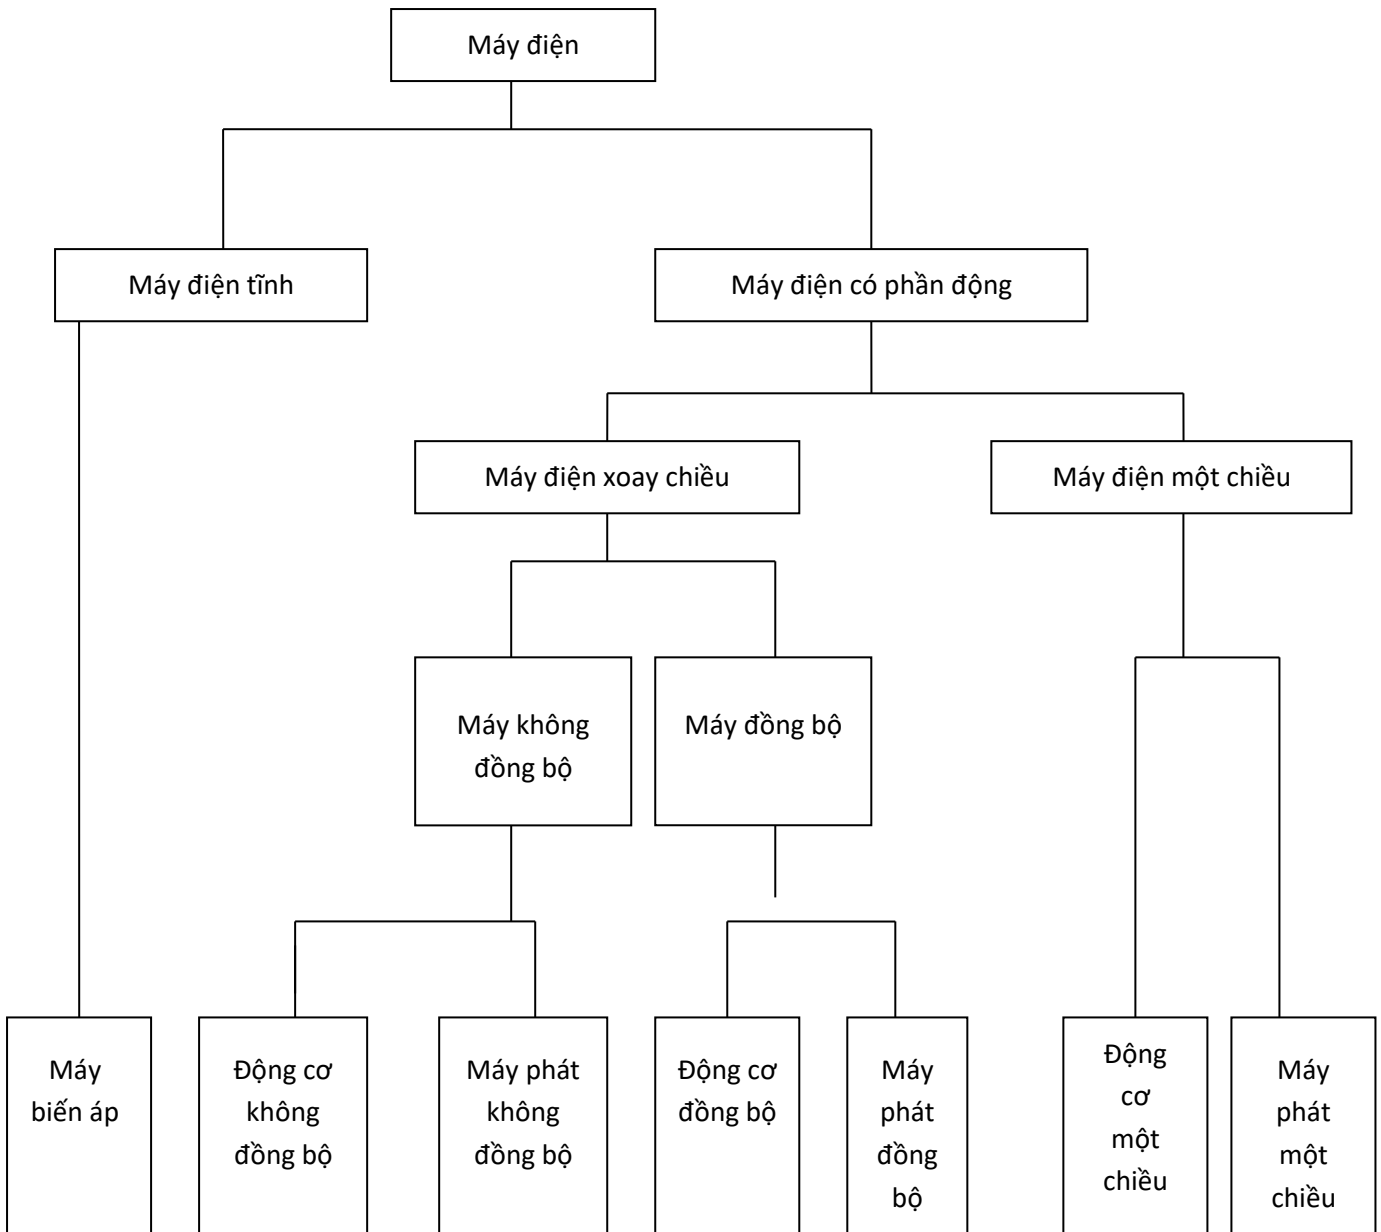 Máy điện
Máy điện tĩnh
Máy điện có phần động
Máy điện xoay chiều
Máy điện một chiều
Máy không
đồng bộ
Máy đồng bộ
Máy
biến áp
Động cơ
không
đồng bộ
Máy phát
không
đồng bộ
Động cơ
đồng bộ
Máy
phát
đồng
bộ
Động
cơ
một
chiều
Máy
phát
một
chiều